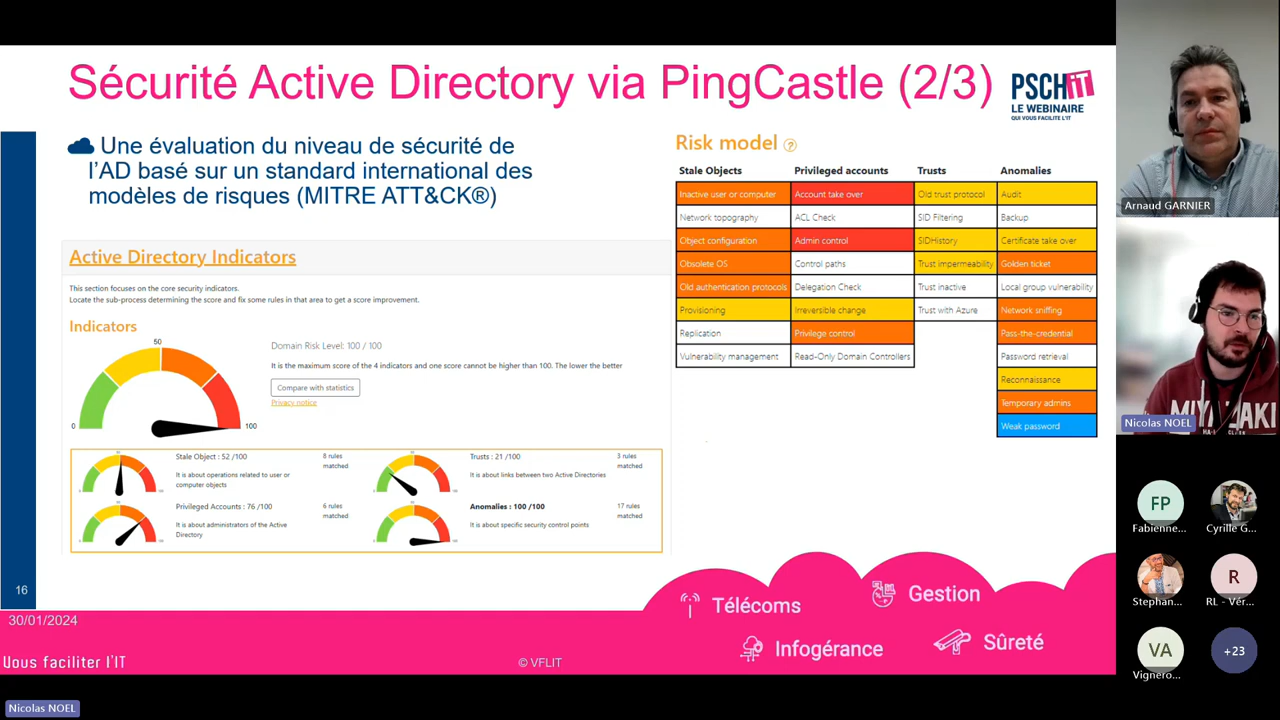 Sécurité Active Directory via PingCastle (2/3)
PSCHiT
LE WEBINAIRE
QUI VOUS FACILITE L'IT
Une évaluation du niveau de sécurité de
l'AD basé sur un standard international des
modèles de risques (MITRE ATT&CK®)
Active Directory Indicators
This section focuses on the core security indicators.
Locate the sub-process determining the score and fix some rules in that area to get a score improvement.
Indicators
0
50
100
Domain Risk Level: 100 / 100
It is the maximum score of the 4 indicators and one score cannot be higher than 100. The lower the better
Compare with statistics
Privacy notice
Stale Object : 52 /100
8 rules
matched
It is about operations related to user or
computer objects
Trusts : 21 /100
3 rules
matched
It is about links between two Active Directories
Privileged Accounts : 76 /100
6 rules
matched
It is about administrators of the Active
Directory
Anomalies : 100 /100
17 rules
matched
It is about specific security control points
Risk model ?
Stale Objects
Inactive user or computer
Network topography
Object configuration
Obsolete OS
Old authentication protocols
Provisioning
Replication
Vulnerability management
Privileged accounts
Account take over
ACL Check
Admin control
Control paths
Delegation Check
Irreversible change
Privilege control
Read-Only Domain Controllers
Trusts
Old trust protocol
SID Filtering
SIDHistory
Trust impermeability
Trust inactive
Trust with Azure
Anomalies
Audit
Backup
Certificate take over
Golden ticket
Local group vulnerability
Network sniffing
Pass-the-credential
Password retrieval
Reconnaissance
Temporary admins
Weak password
16
30/01/2024
Vous faciliter l'IT
© VFLIT
Télécoms
Gestion
Infogérance
Sûreté
Arnaud GARNIER
MIYAZAKI
Nicolas NOEL
FP
Fabienne...
Cyrille G...
Stephan...
R
RL - Vér...
VA
Vignero...
+23
Nicolas NOEL